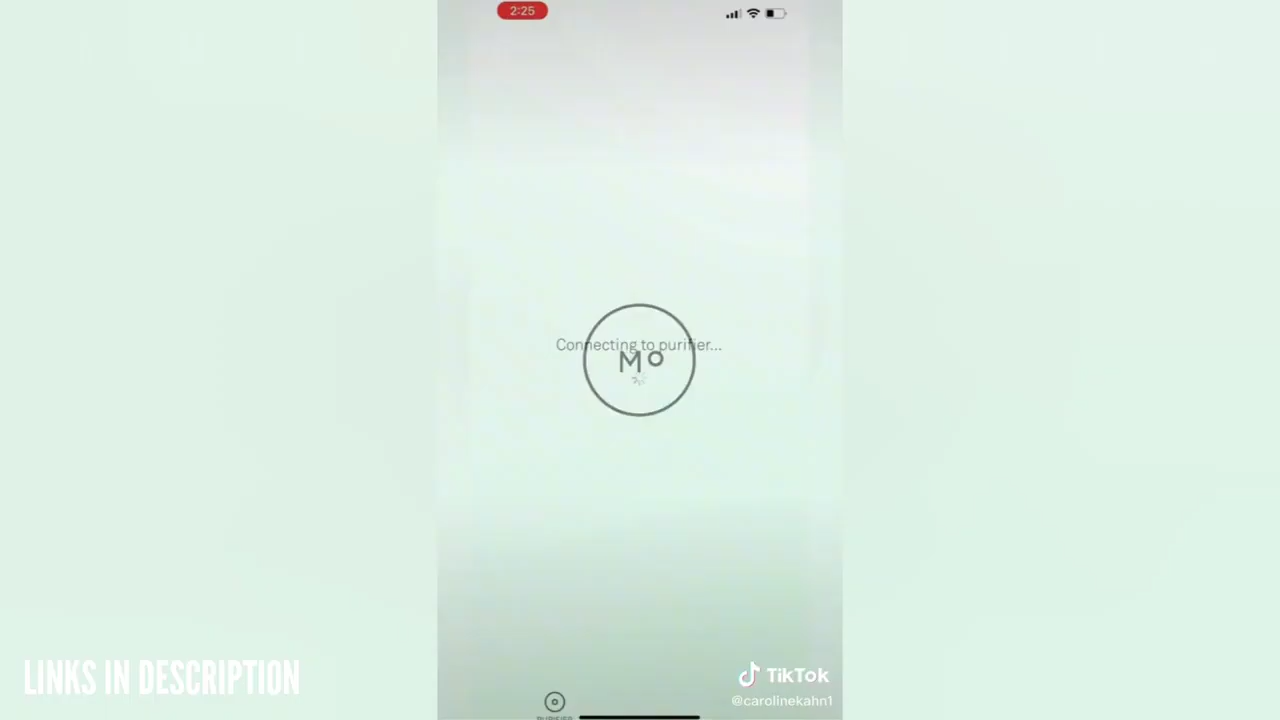 2:25
Connecting to purifier...
Mo
LINKS IN DESCRIPTION
TikTok
@carolinekahn1